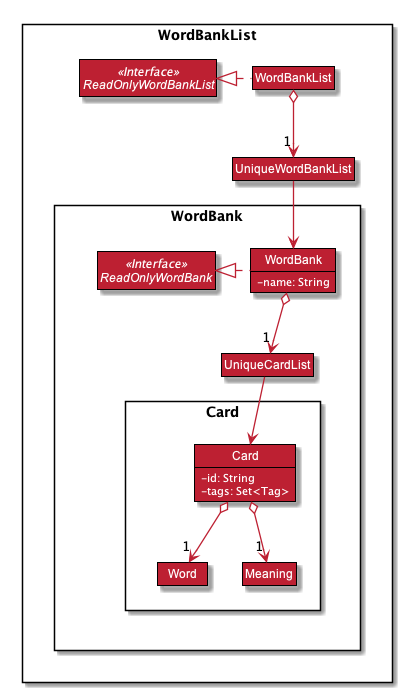 WordBankList
«Interface»
ReadOnlyWordBankList
WordBankList
1
UniqueWordBankList
WordBank
«Interface»
ReadOnlyWordBank
WordBank
-name: String
1
UniqueCardList
Card
Card
-id: String
-tags: Set<Tag>
1
1
Word
Meaning